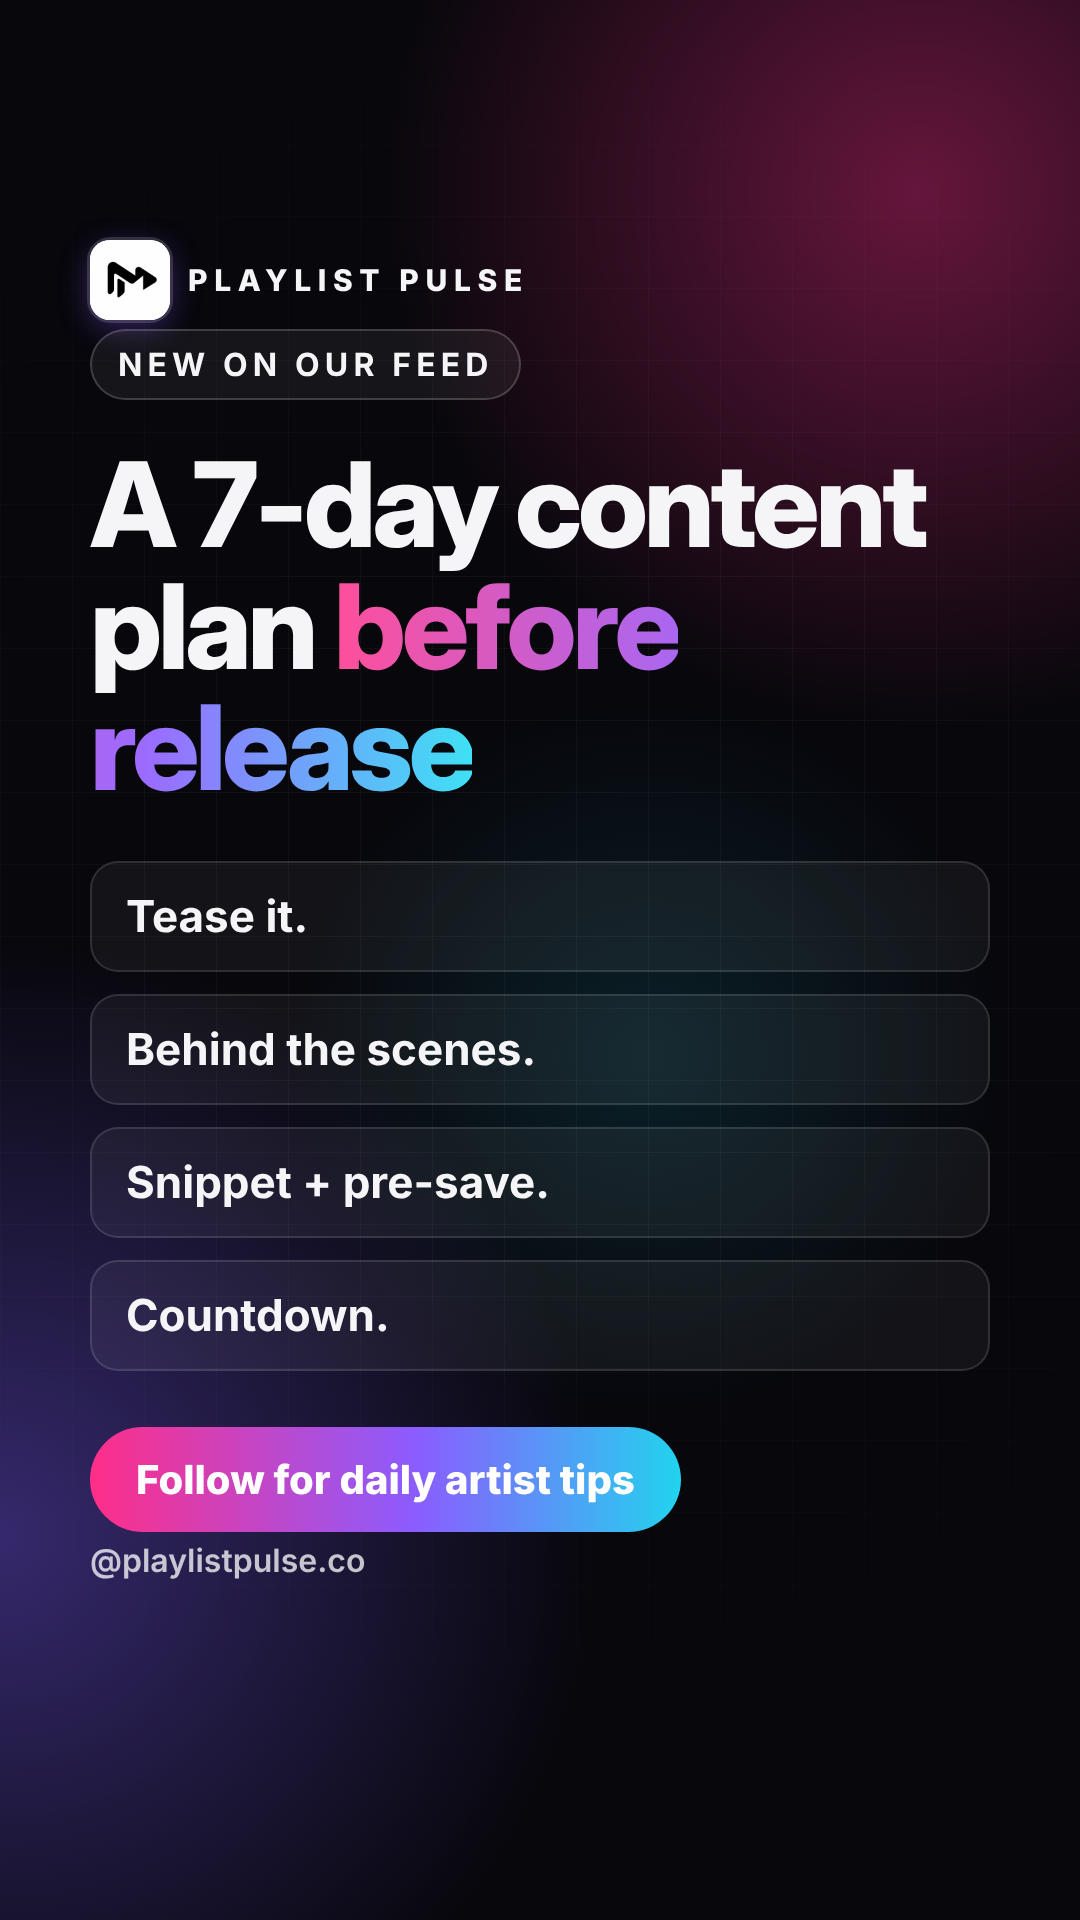 PLAYLIST PULSE
NEW ON OUR FEED
A 7-day content
plan before
release
Tease it.
Behind the scenes.
Snippet + pre-save.
Countdown.
Follow for daily artist tips
@playlistpulse.co